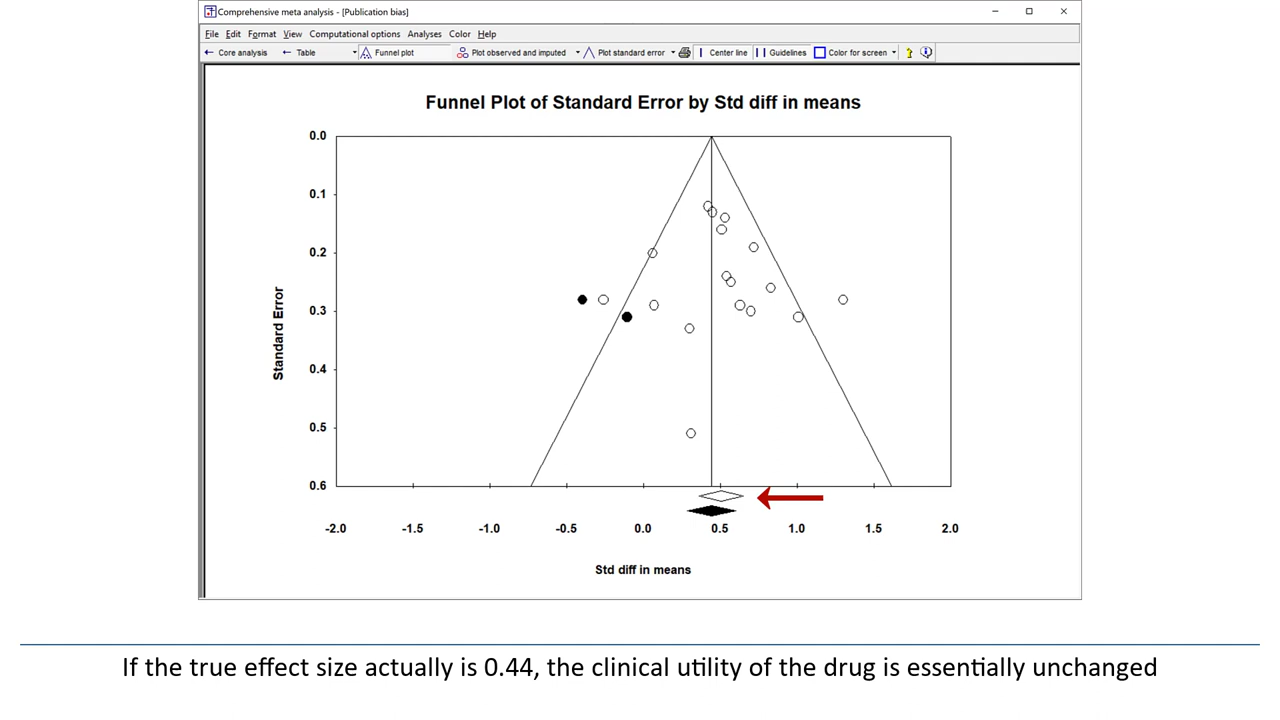 Comprehensive meta analysis - [Publication bias]
File Edit Format View Computational options Analyses Color Help
Core analysis Table Funnel plot Plot observed and imputed Plot standard error Center line Guidelines Color for screen ?
Funnel Plot of Standard Error by Std diff in means
0.0
0.1
0.2
0.3
0.4
0.5
0.6
Standard Error
-2.0 -1.5 -1.0 -0.5 0.0 0.5 1.0 1.5 2.0
Std diff in means
If the true effect size actually is 0.44, the clinical utility of the drug is essentially unchanged